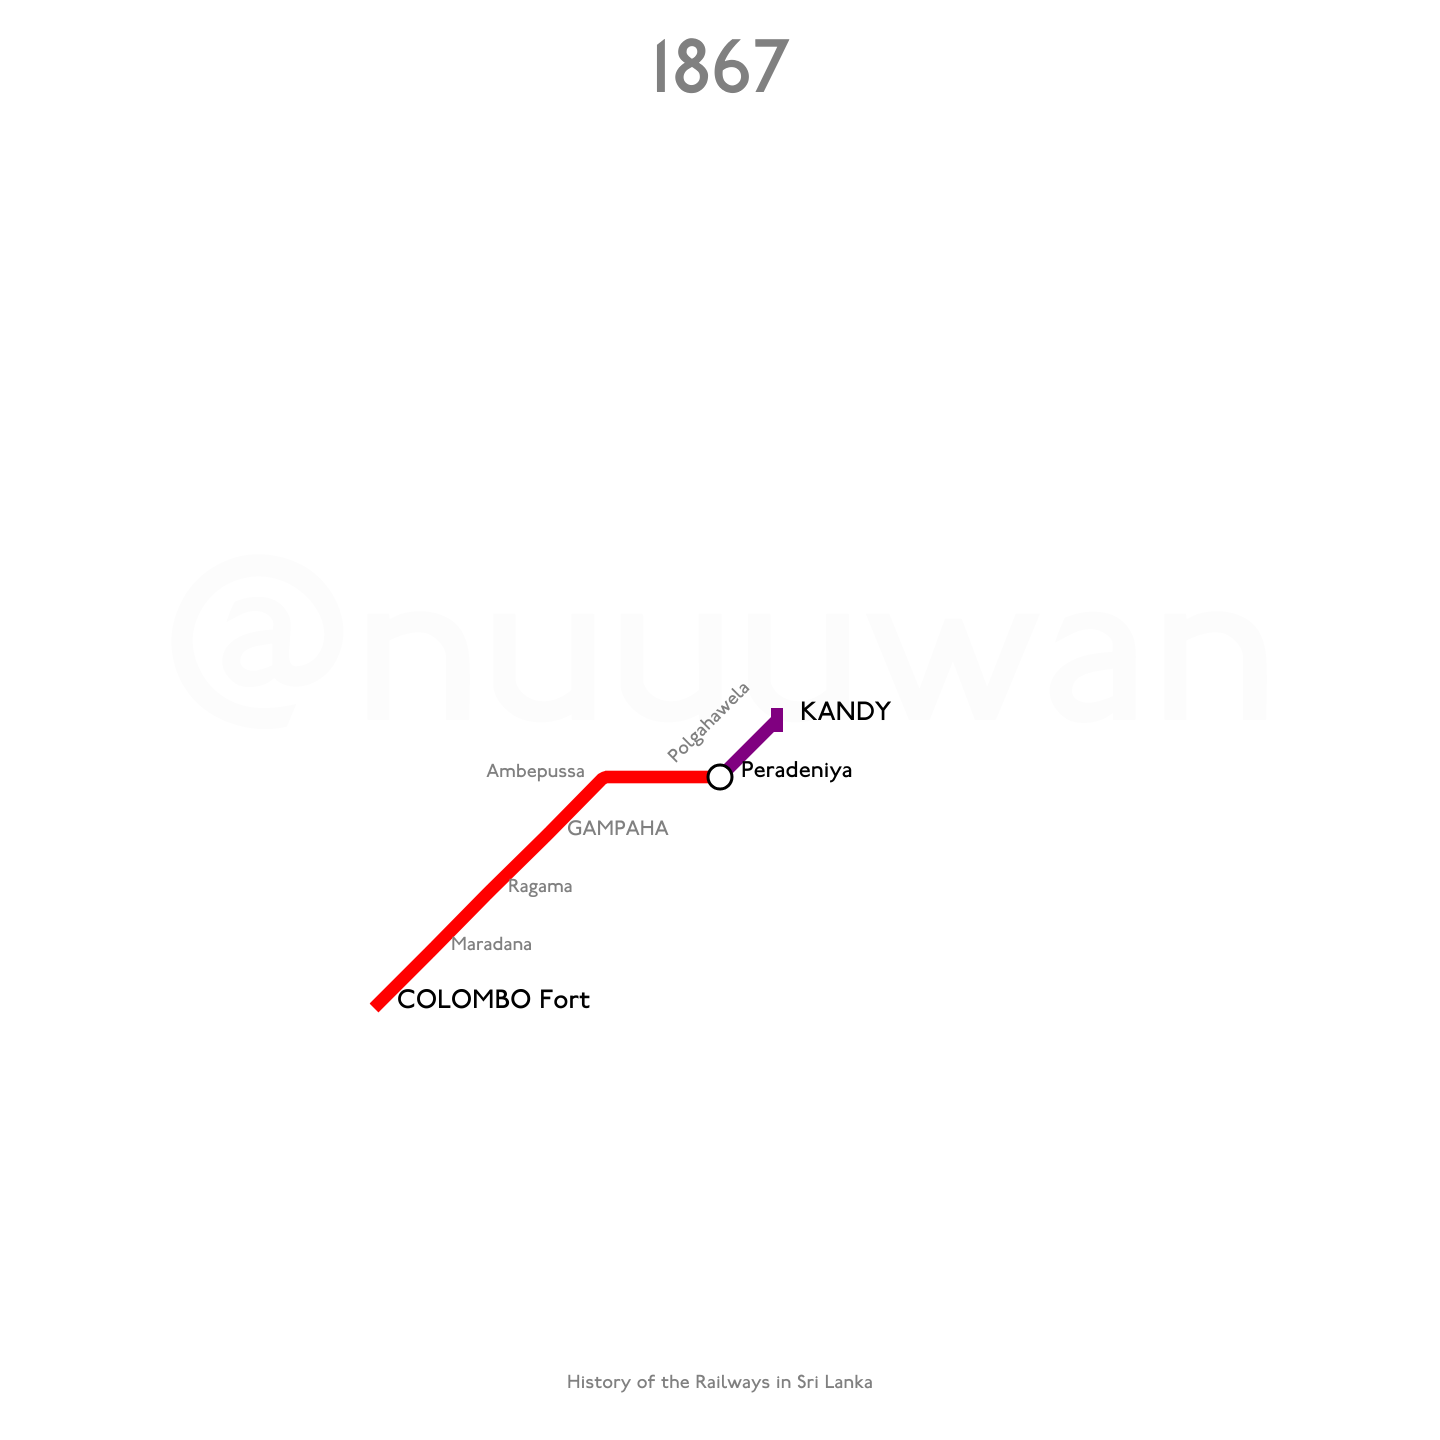 1867
@nuuuwan
Polgahawela
KANDY
Ambepussa
Peradeniya
GAMPAHA
Ragama
Maradana
COLOMBO Fort
History of the Railways in Sri Lanka